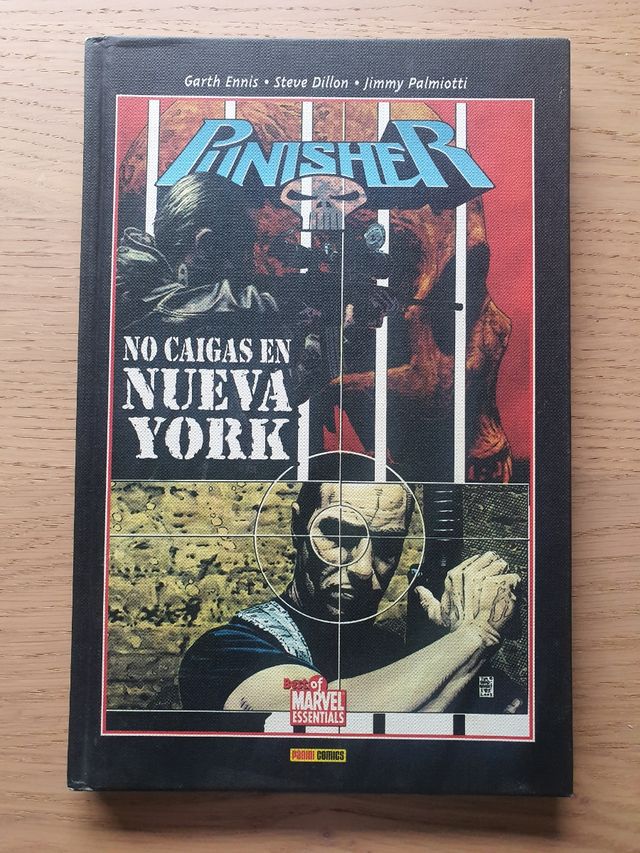 Garth Ennis • Steve Dillon • Jimmy Palmiotti
PUNISHER
NO CAIGAS EN
NUEVA
YORK
Best of
MARVEL
ESSENTIALS
PANINI COMICS